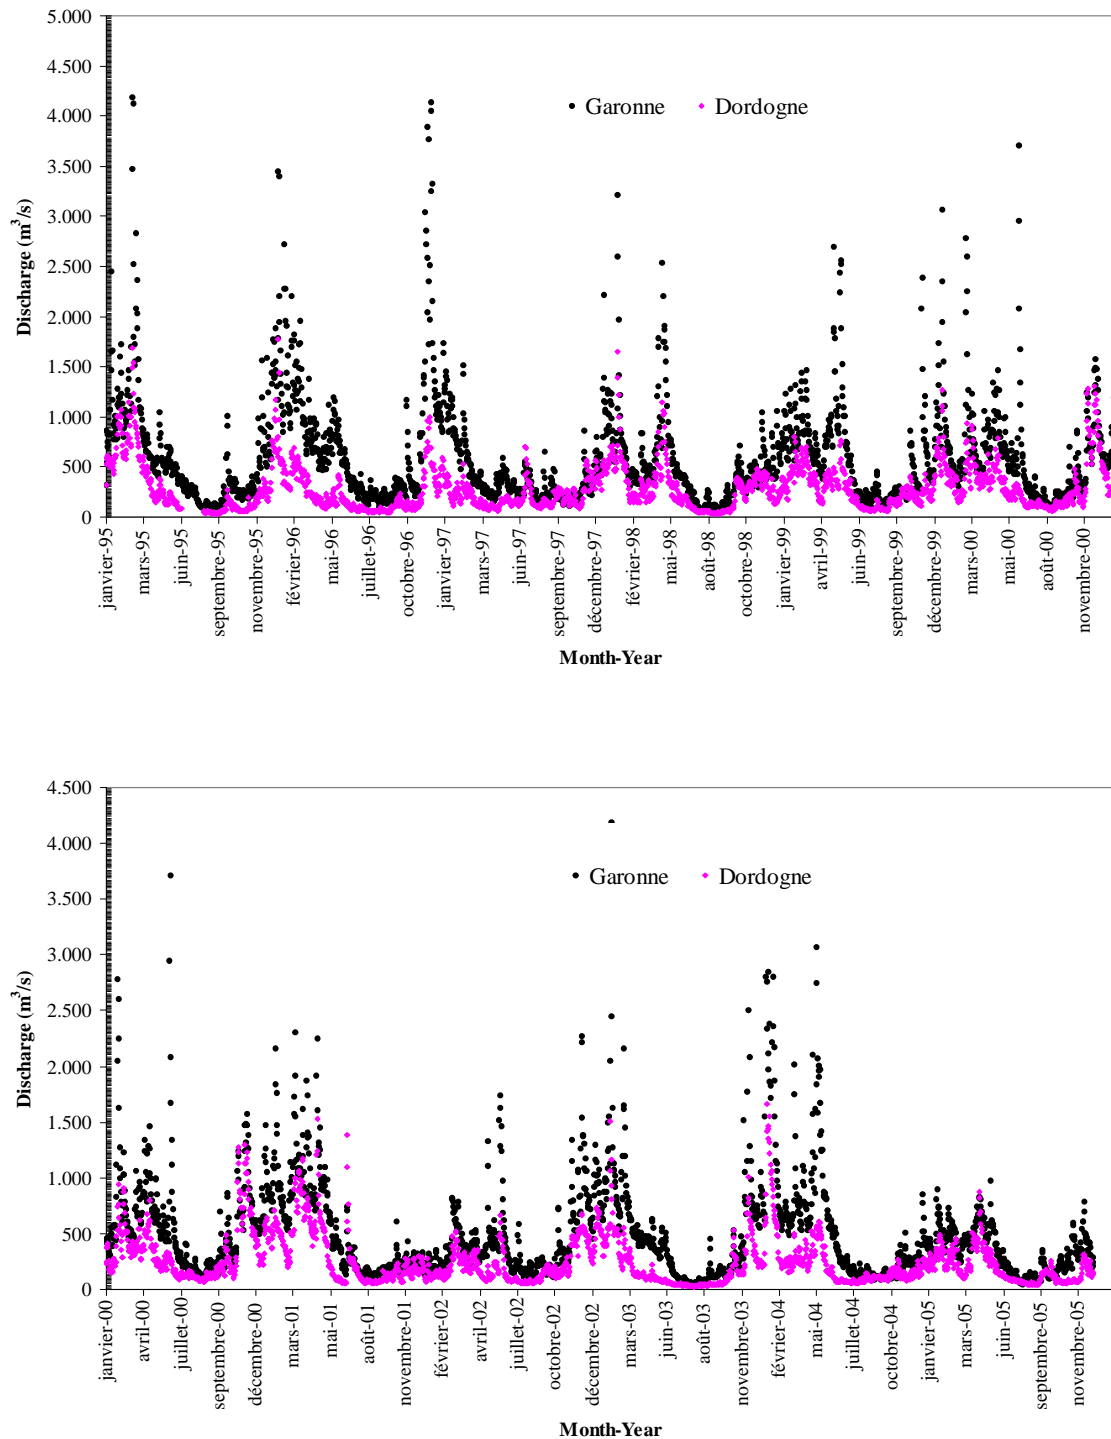 5.000
4.500
4.000
3.500
3.000
2.500
2.000
1.500
1.000
500
0
Discharge (m³/s)
Garonne Dordogne
janvier-95 mars-95 juin-95 septembre-95 novembre-95 février-96 mai-96 juillet-96 octobre-96 janvier-97 mars-97 juin-97 septembre-97 décembre-97 février-98 mai-98 août-98 octobre-98 janvier-99 avril-99 juin-99 septembre-99 décembre-99 mars-00 mai-00 août-00 novembre-00
Month-Year
4.500
4.000
3.500
3.000
2.500
2.000
1.500
1.000
500
0
Discharge (m³/s)
Garonne Dordogne
janvier-00 avril-00 juillet-00 septembre-00 décembre-00 mars-01 mai-01 août-01 novembre-01 février-02 avril-02 juillet-02 octobre-02 décembre-02 mars-03 juin-03 août-03 novembre-03 février-04 mai-04 juillet-04 octobre-04 janvier-05 mars-05 juin-05 septembre-05 novembre-05
Month-Year